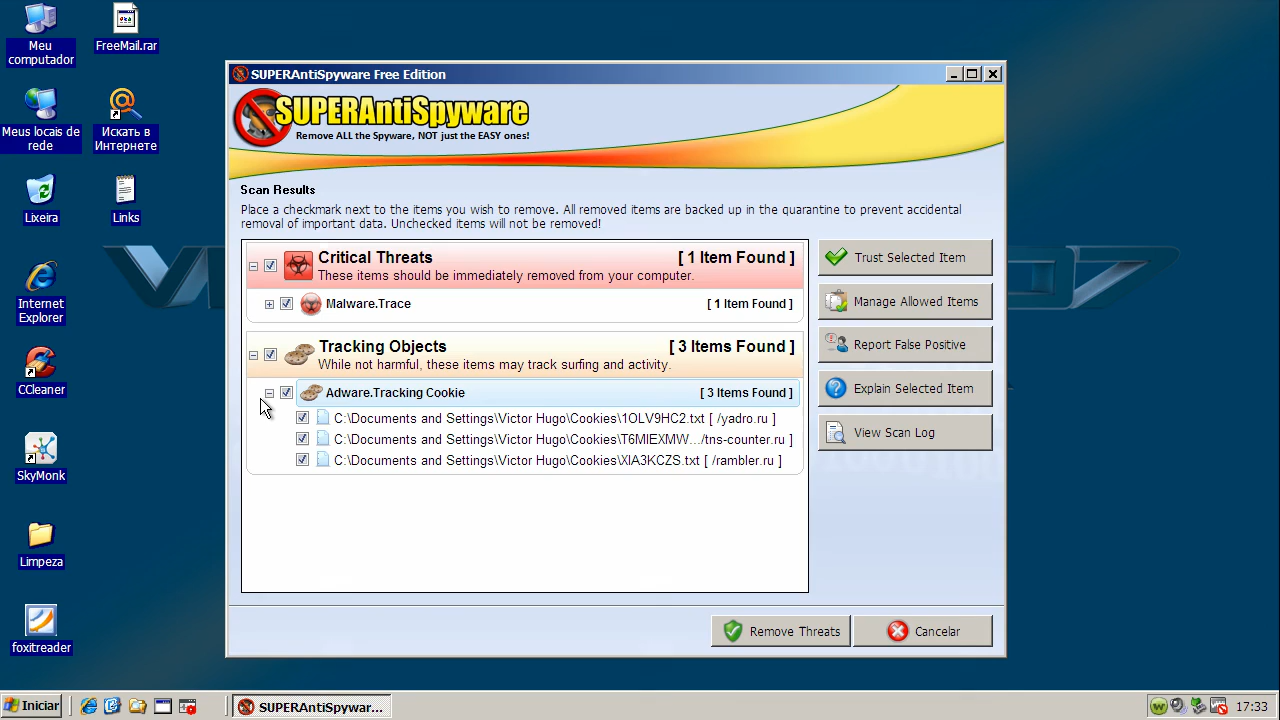 Meu
computador
FreeMail.rar
Meus locais de
rede
Искать в
Интернете
Lixeira
Links
Internet
Explorer
CCleaner
SkyMonk
Limpeza
foxitreader
SUPERAntiSpyware Free Edition
SUPERAntiSpyware
Remove ALL the Spyware, NOT just the EASY ones!
Scan Results
Place a checkmark next to the items you wish to remove. All removed items are backed up in the quarantine to prevent accidental
removal of important data. Unchecked items will not be removed!
Critical Threats [ 1 Item Found ]
These items should be immediately removed from your computer.
Malware.Trace [ 1 Item Found ]
Tracking Objects [ 3 Items Found ]
While not harmful, these items may track surfing and activity.
Adware.Tracking Cookie [ 3 Items Found ]
C:\Documents and Settings\Victor Hugo\Cookies\1OLV9HC2.txt [ /yadro.ru ]
C:\Documents and Settings\Victor Hugo\Cookies\T6MIEXMW.../tns-counter.ru ]
C:\Documents and Settings\Victor Hugo\Cookies\XIA3KCZS.txt [ /rambler.ru ]
Trust Selected Item
Manage Allowed Items
Report False Positive
Explain Selected Item
View Scan Log
Remove Threats
Cancelar
Iniciar
SUPERAntiSpywar...
17:33